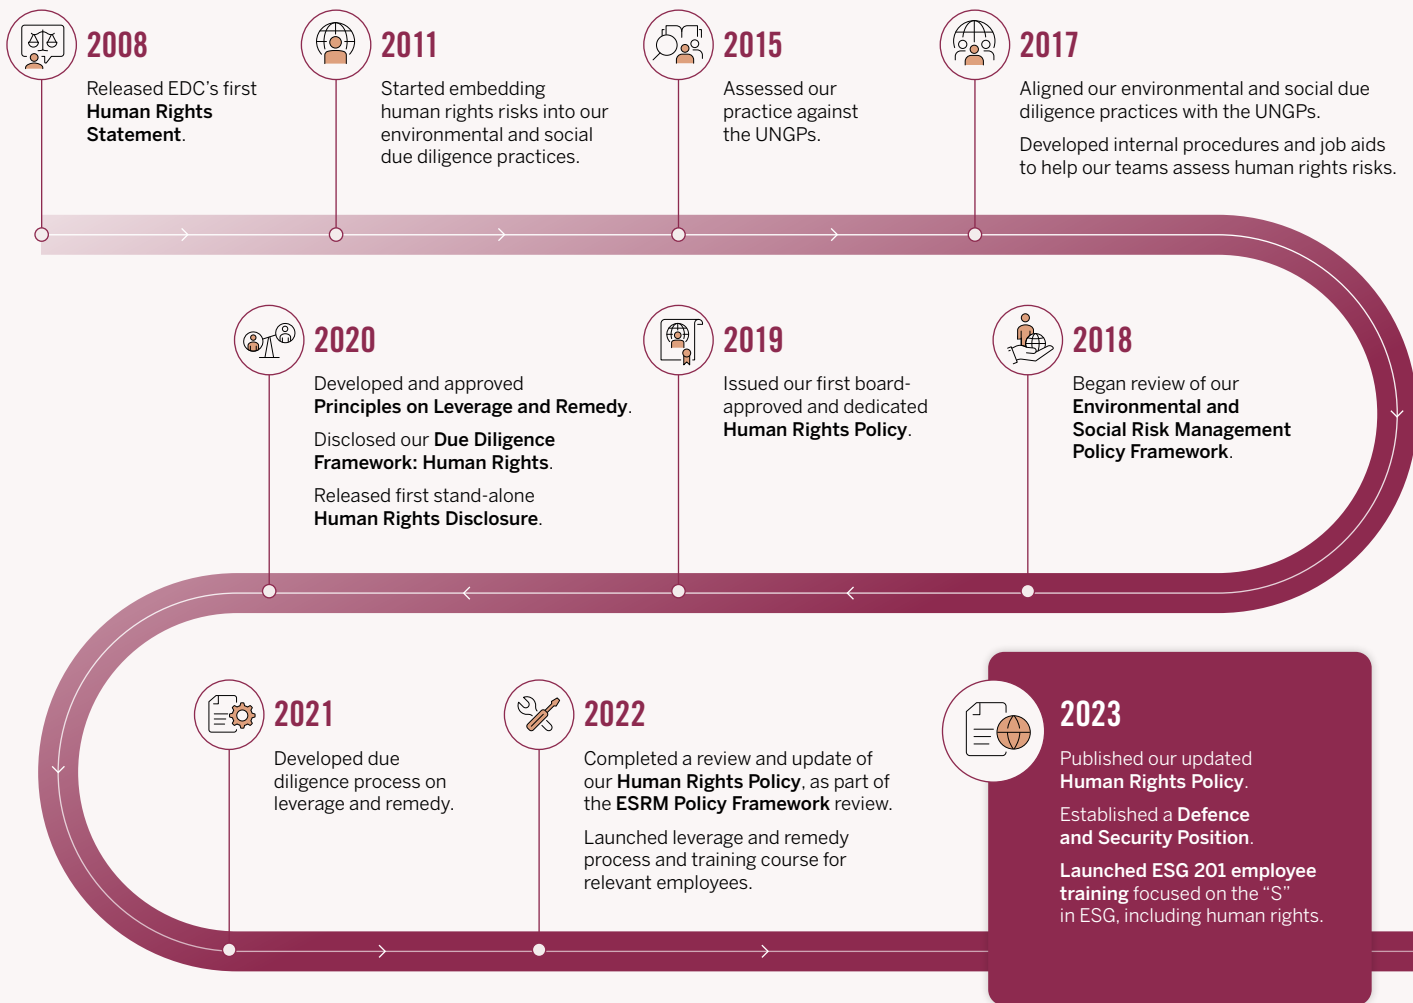 2008
Released EDC's first
Human Rights
Statement.
2011
Started embedding
human rights risks into our
environmental and social
due diligence practices.
2015
Assessed our
practice against
the UNGPs.
2017
Aligned our environmental and social due
diligence practices with the UNGPs.
Developed internal procedures and job aids
to help our teams assess human rights risks.
2018
Began review of our
Environmental and
Social Risk Management
Policy Framework.
2019
Issued our first board-
approved and dedicated
Human Rights Policy.
2020
Developed and approved
Principles on Leverage and Remedy.
Disclosed our Due Diligence
Framework: Human Rights.
Released first stand-alone
Human Rights Disclosure.
2021
Developed due
diligence process on
leverage and remedy.
2022
Completed a review and update of
our Human Rights Policy, as part of
the ESRM Policy Framework review.
Launched leverage and remedy
process and training course for
relevant employees.
2023
Published our updated
Human Rights Policy.
Established a Defence
and Security Position.
Launched ESG 201 employee
training focused on the “S”
in ESG, including human rights.